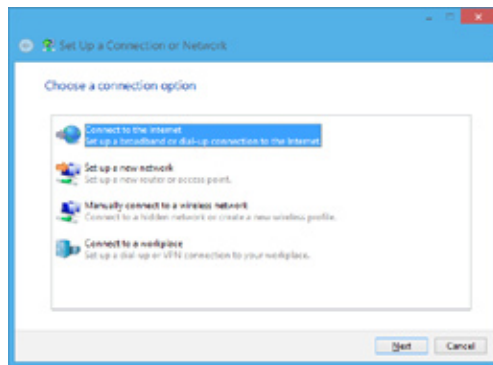 Set Up a Connection or Network
Choose a connection option
Connect to the Internet
Set up a broadband or dial-up connection to the Internet.
Set up a new network
Set up a new router or access point.
Manually connect to a wireless network
Connect to a hidden network or create a new wireless profile.
Connect to a workplace
Set up a dial-up or VPN connection to your workplace.
Next Cancel